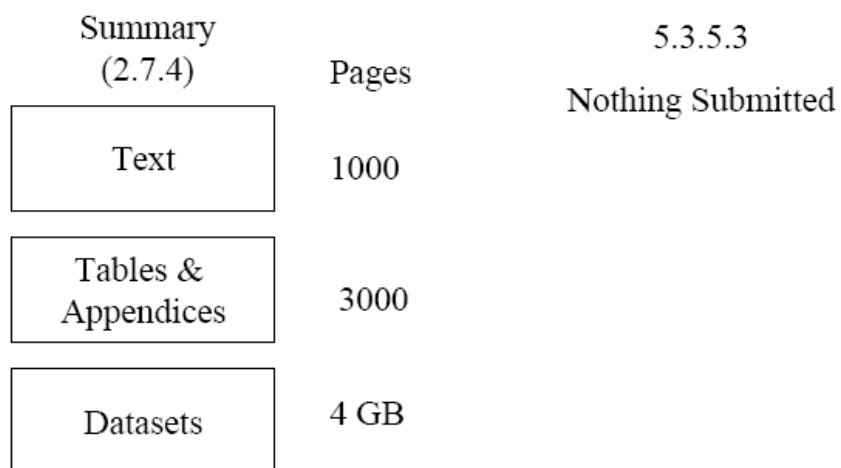 Summary
(2.7.4)
Pages
5.3.5.3
Nothing Submitted
Text
1000
Tables &
Appendices
3000
Datasets
4 GB